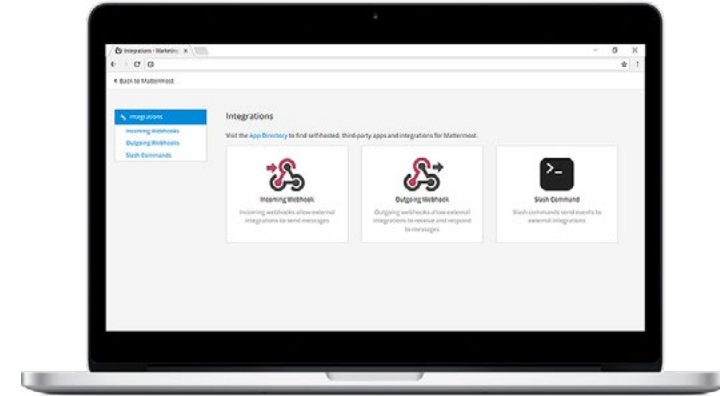 Integrations - Marketing
Back to Mattermost
Integrations
Incoming Webhooks
Outgoing Webhooks
Slash Commands
Integrations
Visit the App Directory to find self-hosted, third-party apps and integrations for Mattermost.
Incoming Webhook
Incoming webhooks allow external
integrations to send messages
Outgoing Webhook
Outgoing webhooks allow external
integrations to receive and respond
to messages
>_
Slash Command
Slash commands send events to
external integrations